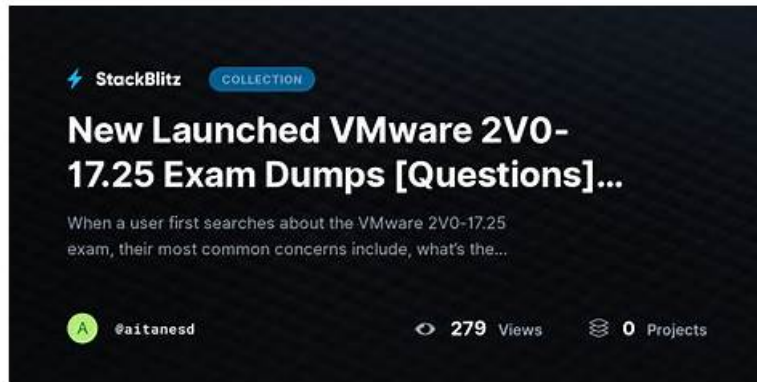 StackBlitz COLLECTION
New Launched VMware 2V0-
17.25 Exam Dumps [Questions]...
When a user first searches about the VMware 2V0-17.25
exam, their most common concerns include, what's the...
A @aitanesd 279 Views 0 Projects